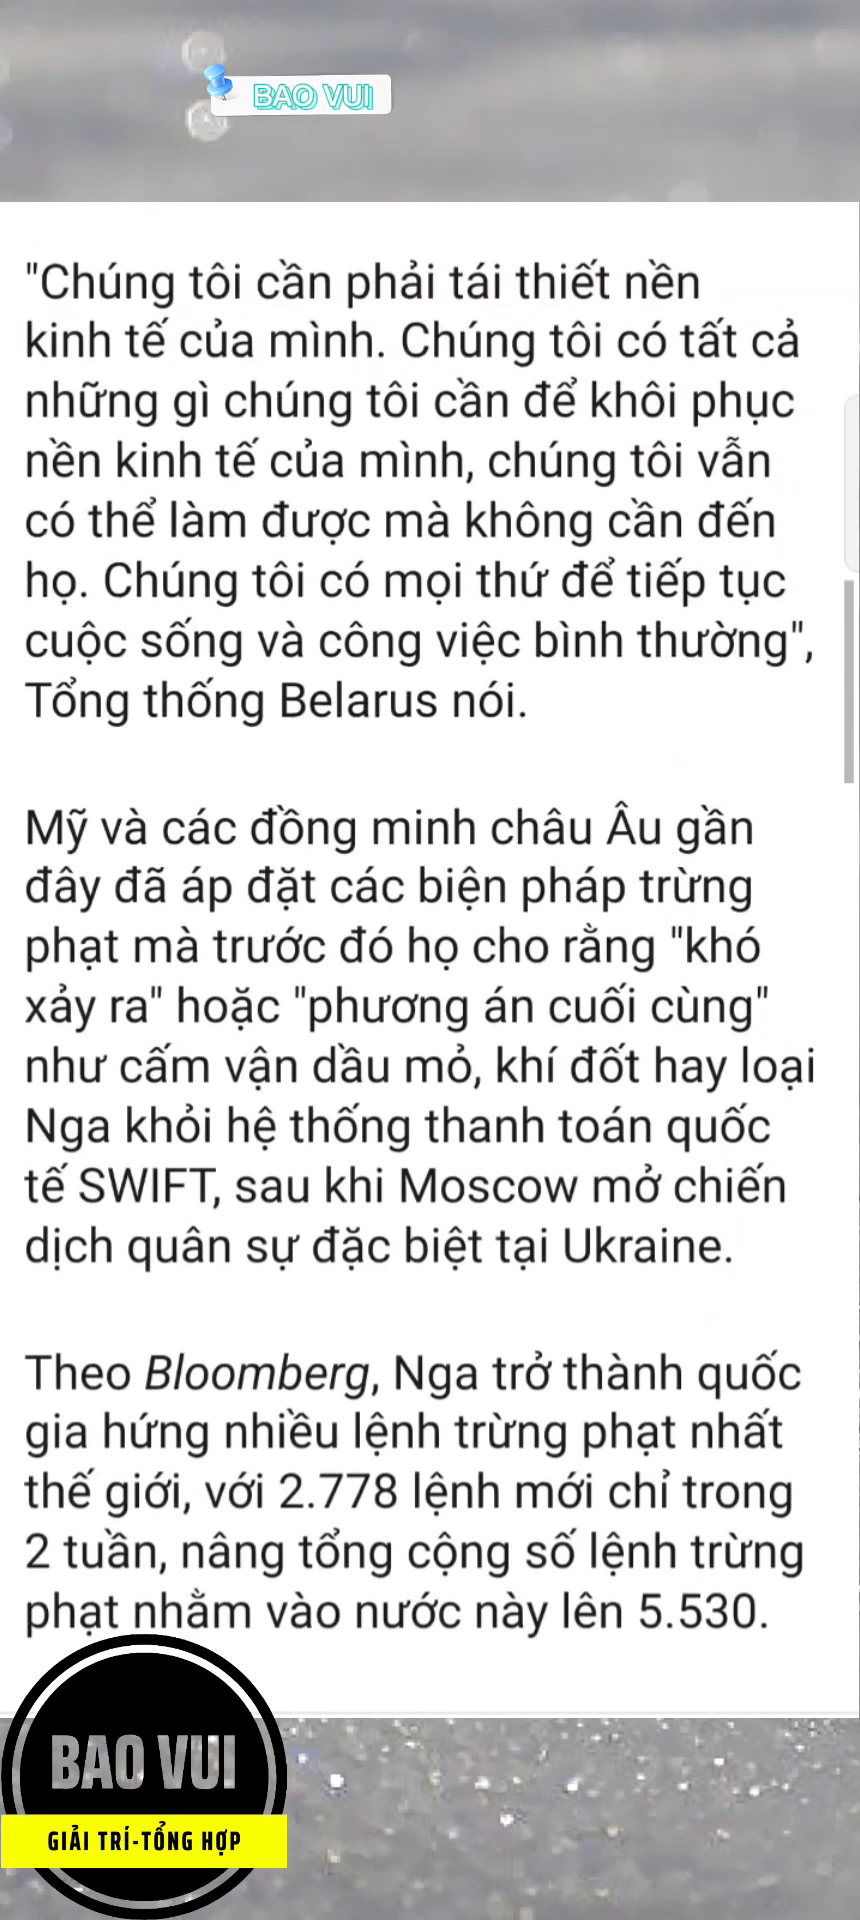 BAO VUI
"Chúng tôi cần phải tái thiết nền
kinh tế của mình. Chúng tôi có tất cả
những gì chúng tôi cần để khôi phục
nền kinh tế của mình, chúng tôi vẫn
có thể làm được mà không cần đến
họ. Chúng tôi có mọi thứ để tiếp tục
cuộc sống và công việc bình thường",
Tổng thống Belarus nói.
Mỹ và các đồng minh châu Âu gần
đây đã áp đặt các biện pháp trừng
phạt mà trước đó họ cho rằng "khó
xảy ra" hoặc "phương án cuối cùng"
như cấm vận dầu mỏ, khí đốt hay loại
Nga khỏi hệ thống thanh toán quốc
tế SWIFT, sau khi Moscow mở chiến
dịch quân sự đặc biệt tại Ukraine.
Theo Bloomberg, Nga trở thành quốc
gia hứng nhiều lệnh trừng phạt nhất
thế giới, với 2.778 lệnh mới chỉ trong
2 tuần, nâng tổng cộng số lệnh trừng
phạt nhằm vào nước này lên 5.530.
BAO VUI
GIẢI TRÍ-TỔNG HỢP